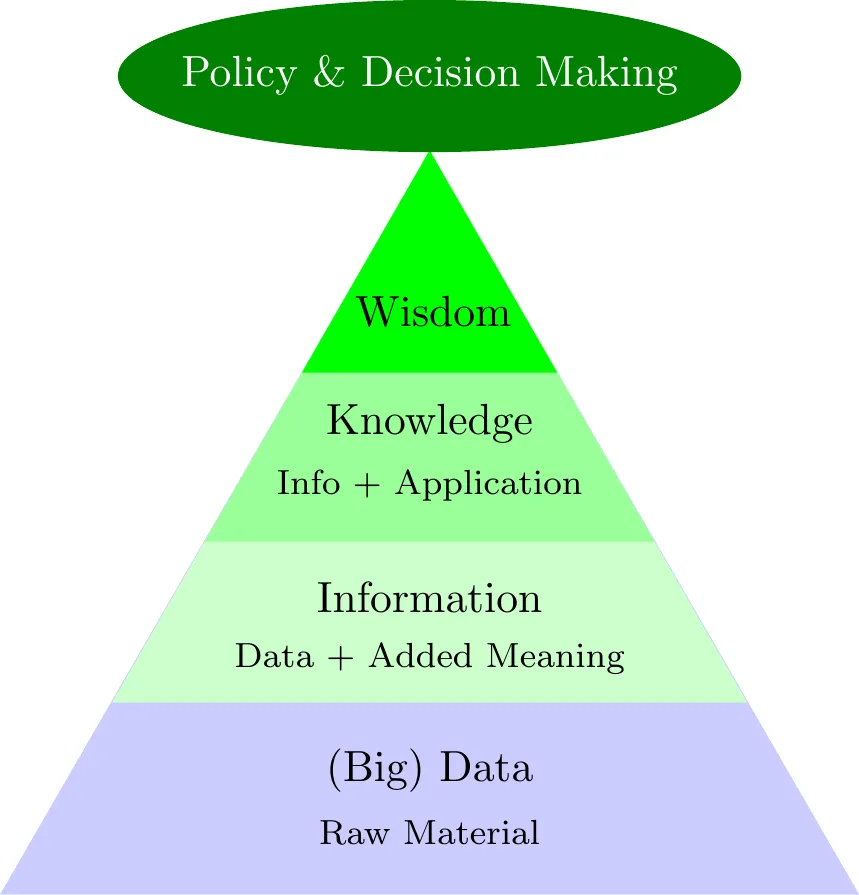 Policy & Decision Making
Wisdom
Knowledge
Info + Application
Information
Data + Added Meaning
(Big) Data
Raw Material